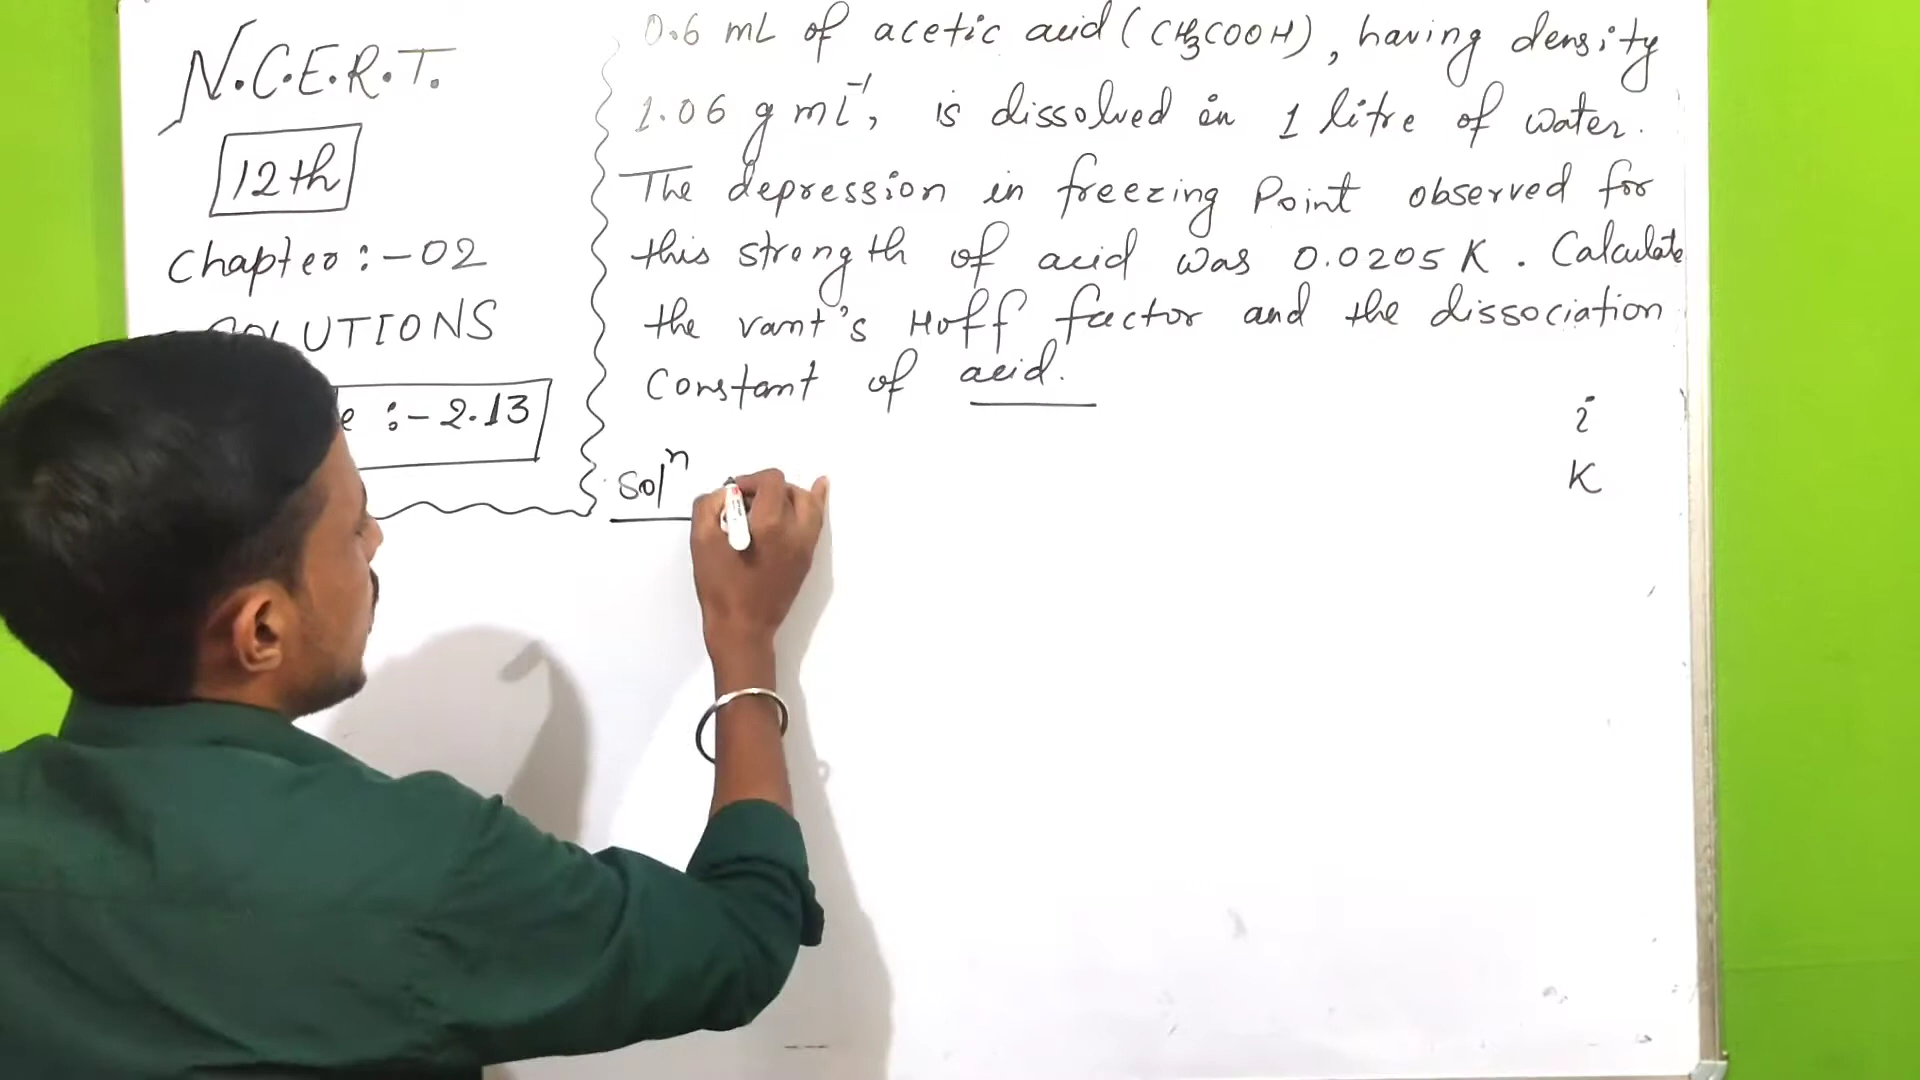 N.C.E.R.T.
12th
Chapter :- 02
SOLUTIONS
:- 2.13
0.6 mL of acetic acid (CH3COOH), having density
1.06 g mL⁻¹, is dissolved in 1 litre of water.
The depression in freezing Point observed for
this strength of acid was 0.0205 K. Calculate
the vant's Hoff factor and the dissociation
Constant of acid.
i
K
Solⁿ